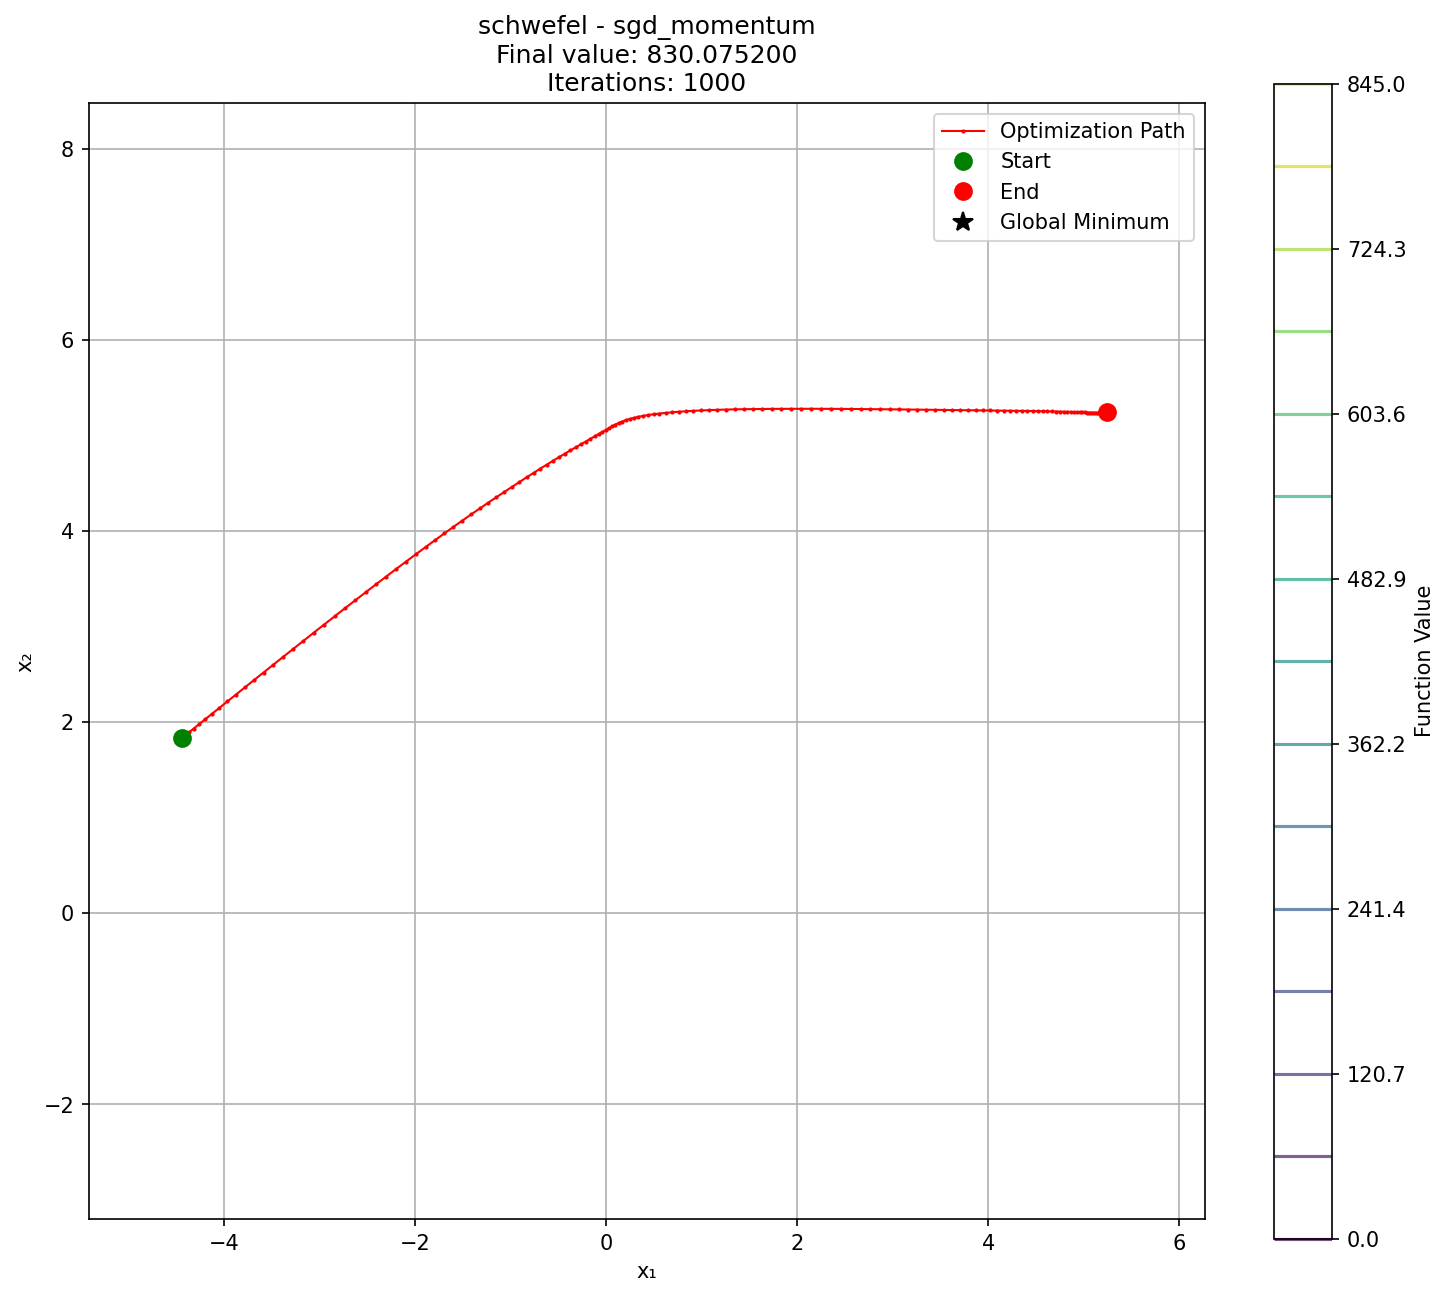 schwefel - sgd_momentum
Final value: 830.075200
Iterations: 1000
Optimization Path
Start
End
Global Minimum
8
6
4
2
0
−2
−4
−2
0
2
4
6
x₁
x₂
845.0
724.3
603.6
482.9
362.2
241.4
120.7
0.0
Function Value